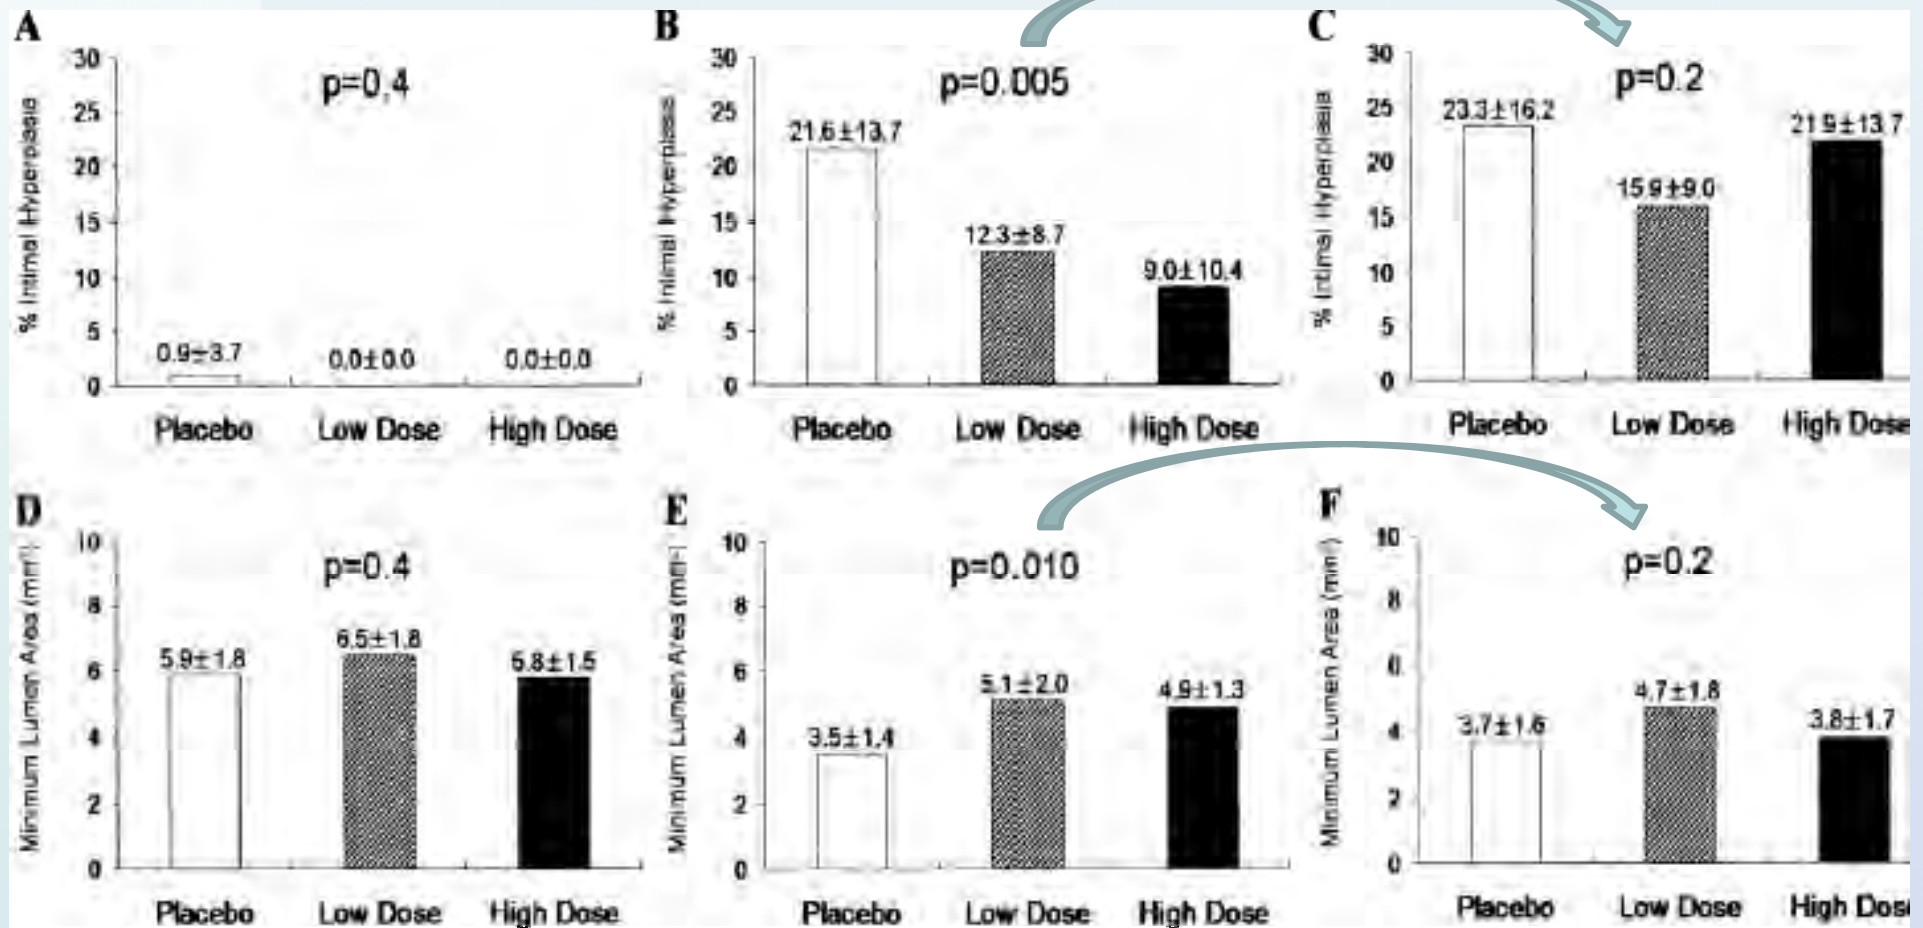 A
% Intimal Hyperplasia
30
25
20
15
10
5
0
p=0.4
0.9±3.7
0.0±0.0
0.0±0.0
Placebo Low Dose High Dose
B
% Intimal Hyperplasia
30
25
20
15
10
5
0
p=0.005
21.6±13.7
12.3±8.7
9.0±10.4
Placebo Low Dose High Dose
C
% Intimal Hyperplasia
30
25
20
15
10
5
0
p=0.2
23.3±16.2
15.9±9.0
21.9±13.7
Placebo Low Dose High Dose
D
Minimum Lumen Area (mm²)
10
8
6
4
2
0
p=0.4
5.9±1.8
6.5±1.8
5.8±1.5
Placebo Low Dose High Dose
E
Minimum Lumen Area (mm²)
10
8
6
4
2
0
p=0.010
3.5±1.4
5.1±2.0
4.9±1.3
Placebo Low Dose High Dose
F
Minimum Lumen Area (mm²)
10
8
6
4
2
0
p=0.2
3.7±1.6
4.7±1.8
3.8±1.7
Placebo Low Dose High Dose